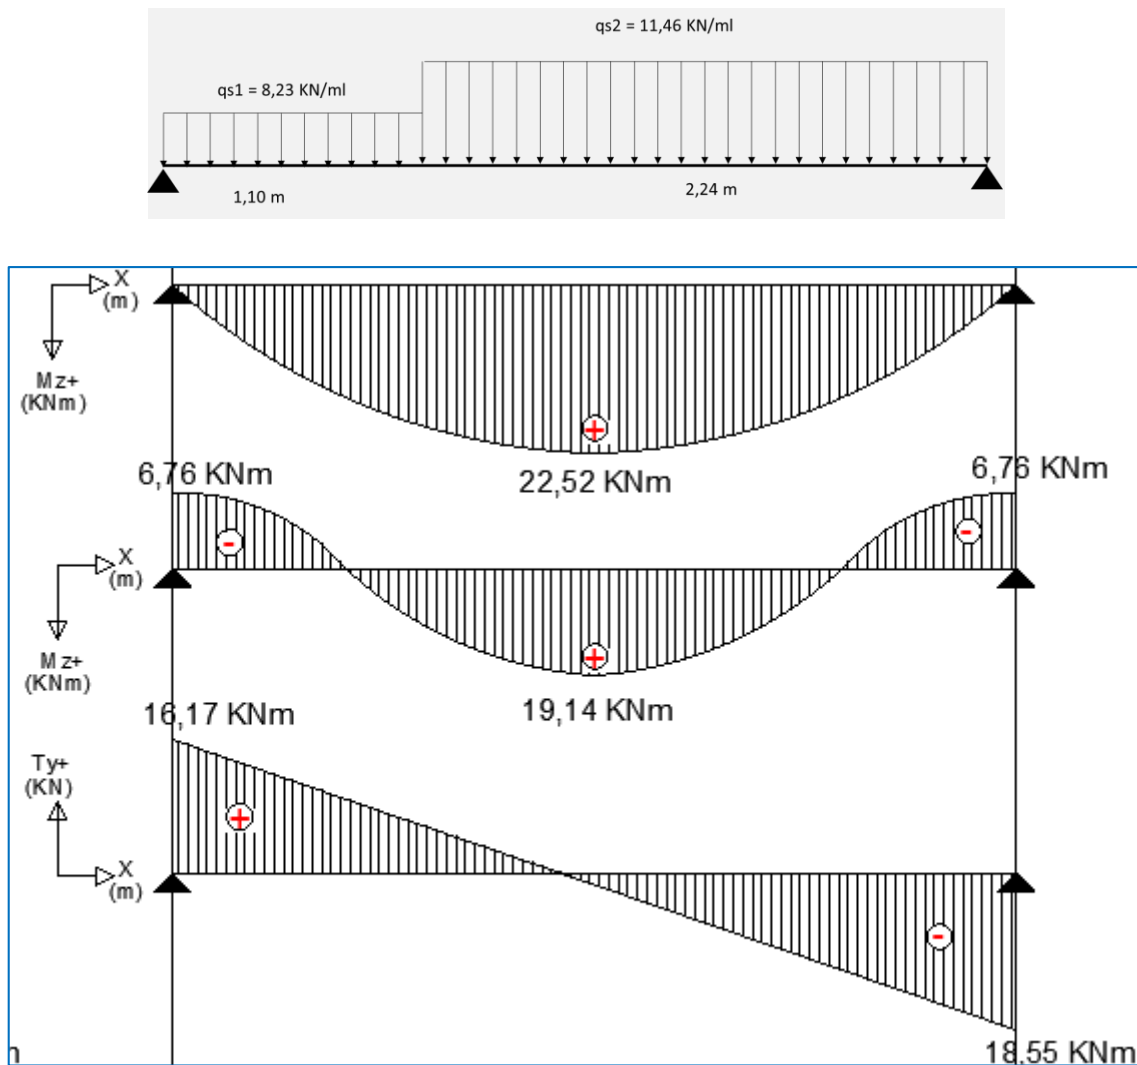 qs2 = 11,46 KN/ml
qs1 = 8,23 KN/ml
1,10 m
2,24 m
X
(m)
Mz+
(KNm)
+
6,76 KNm
22,52 KNm
6,76 KNm
-
-
X
(m)
Mz+
(KNm)
+
16,17 KNm
19,14 KNm
Ty+
(KN)
+
X
(m)
-
18,55 KNm